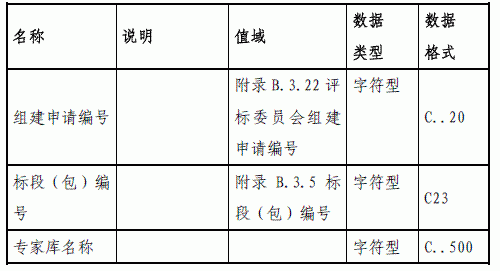 名称 说明 值域 数据类型 数据格式
组建申请编号 附录 B.3.22 评标委员会组建申请编号 字符型 C..20
标段（包）编号 附录 B.3.5 标段（包）编号 字符型 C23
专家库名称 字符型 C..500